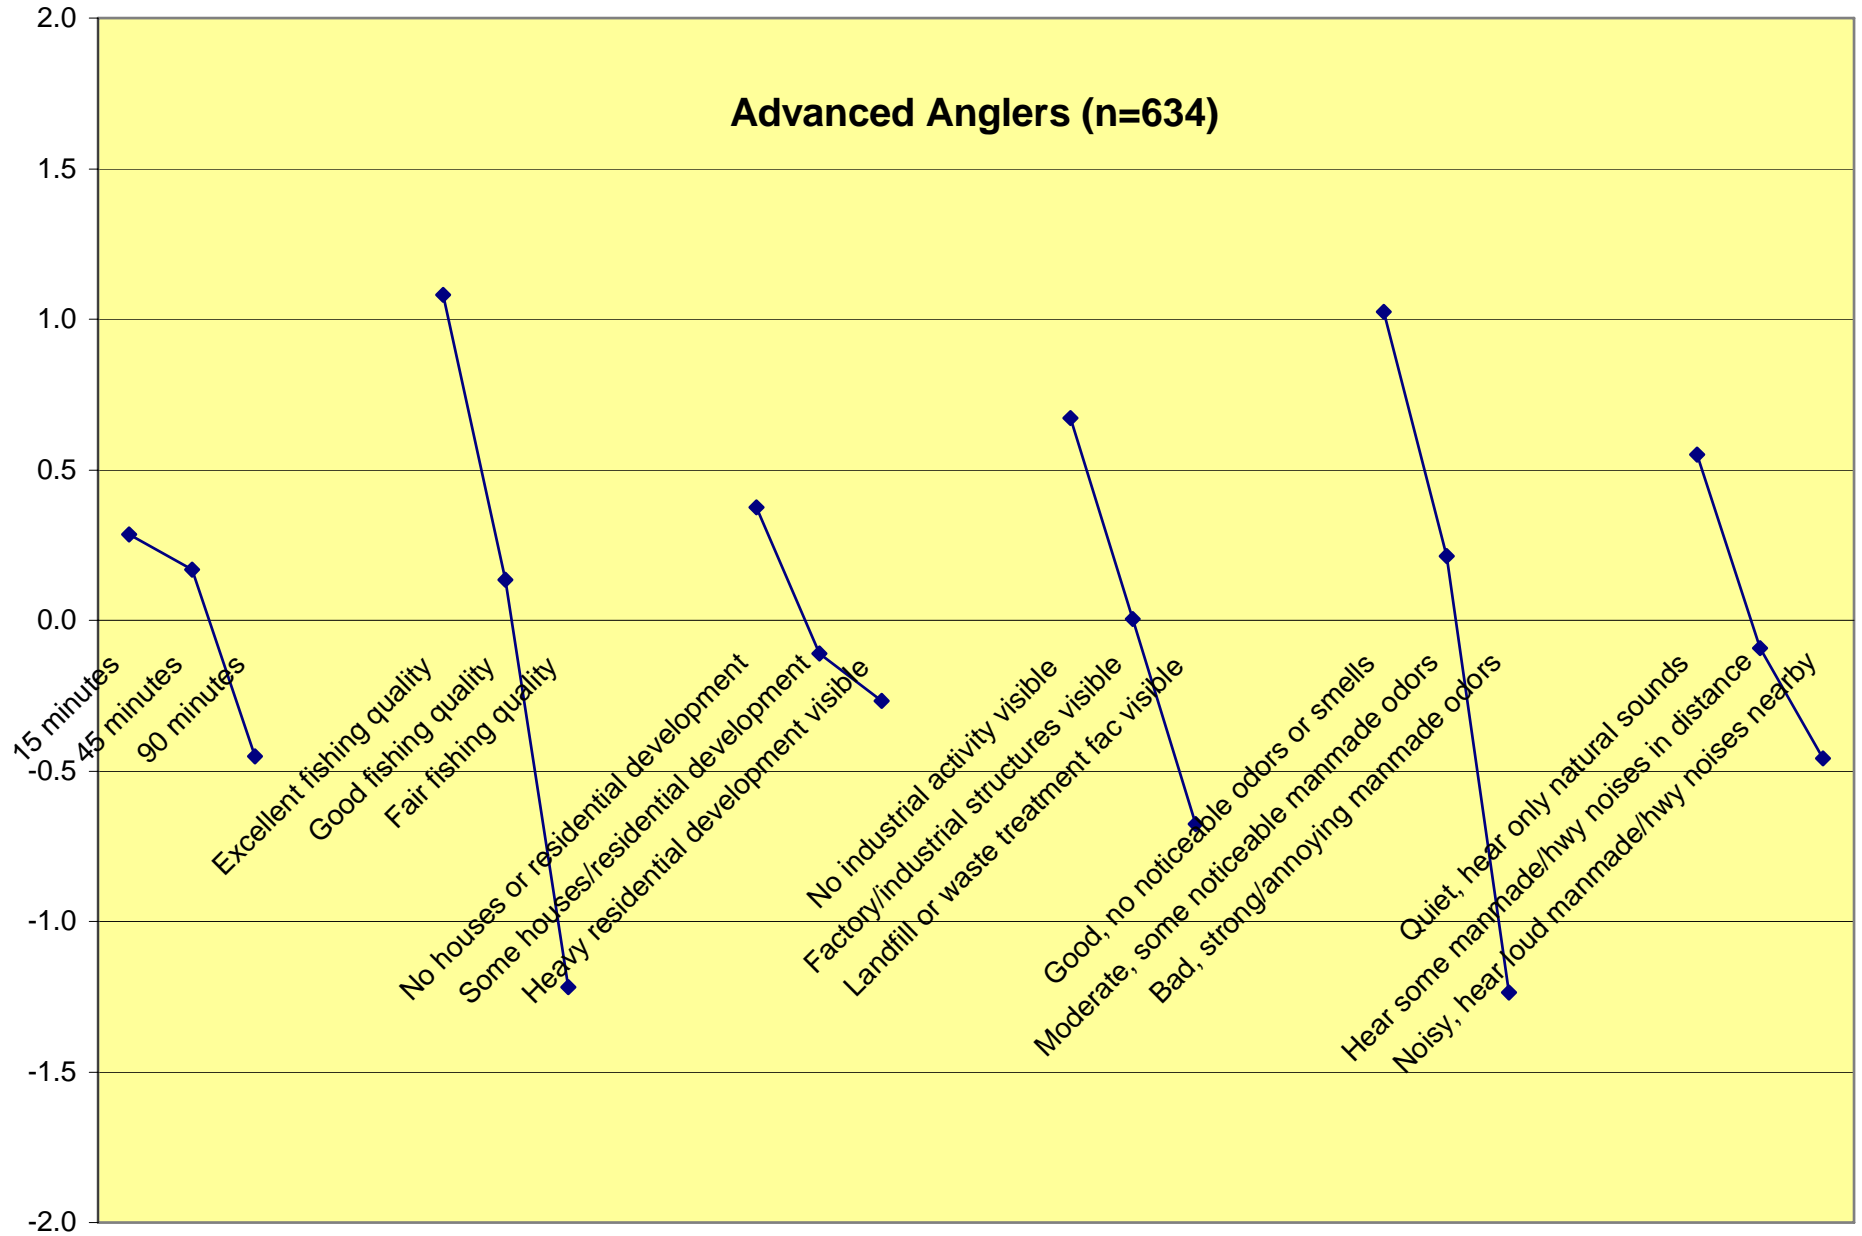 2.0
Advanced Anglers (n=634)
1.5
1.0
0.5
0.0
-0.5
-1.0
-1.5
-2.0
15 minutes
45 minutes
90 minutes
Excellent fishing quality
Good fishing quality
Fair fishing quality
No houses or residential development
Some houses/residential development
Heavy residential development visible
No industrial activity visible
Factory/industrial structures visible
Landfill or waste treatment fac visible
Good, no noticeable odors or smells
Moderate, some noticeable manmade odors
Bad, strong/annoying manmade odors
Quiet, hear only natural sounds
Hear some manmade/hwy noises in distance
Noisy, hear loud manmade/hwy noises nearby